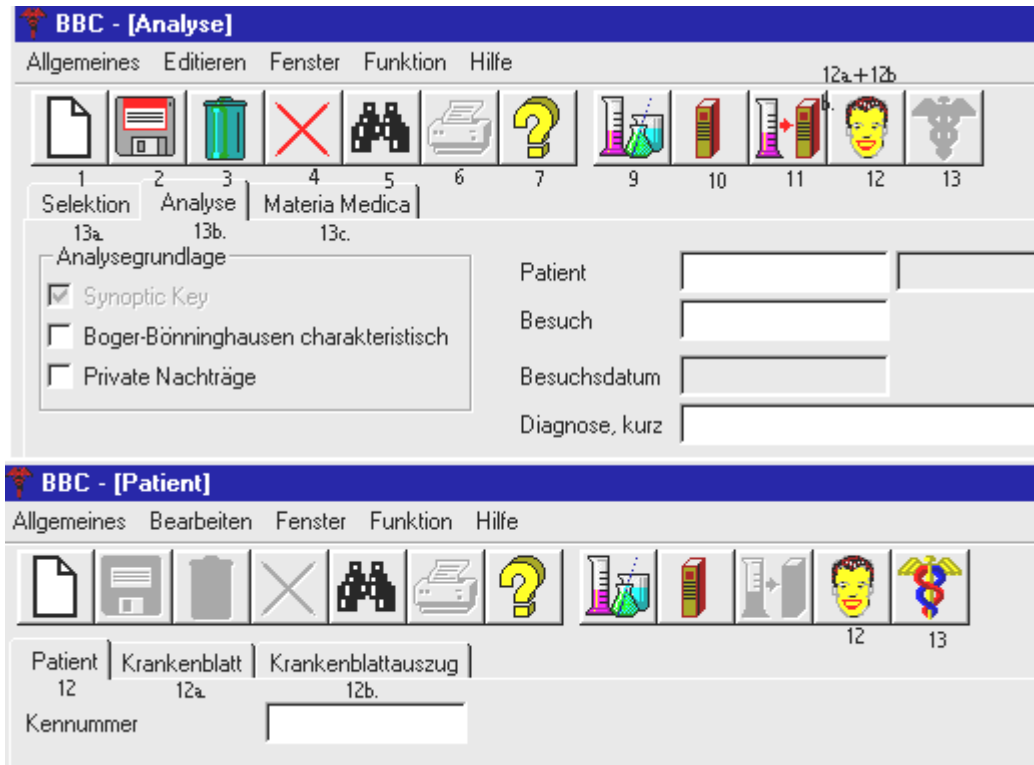 BBC - [Analyse]
Allgemeines Editieren Fenster Funktion Hilfe
12a.+12b
b.
1 2 3 4 5 6 7 9 10 11 12 13
Selektion Analyse Materia Medica
13a. 13b. 13c.
Analysegrundlage
Synoptic Key
Boger-Bönninghausen charakteristisch
Private Nachträge
Patient
Besuch
Besuchsdatum
Diagnose, kurz
BBC - [Patient]
Allgemeines Bearbeiten Fenster Funktion Hilfe
12 13
Patient Krankenblatt Krankenblattauszug
12 12a. 12b.
Kennummer